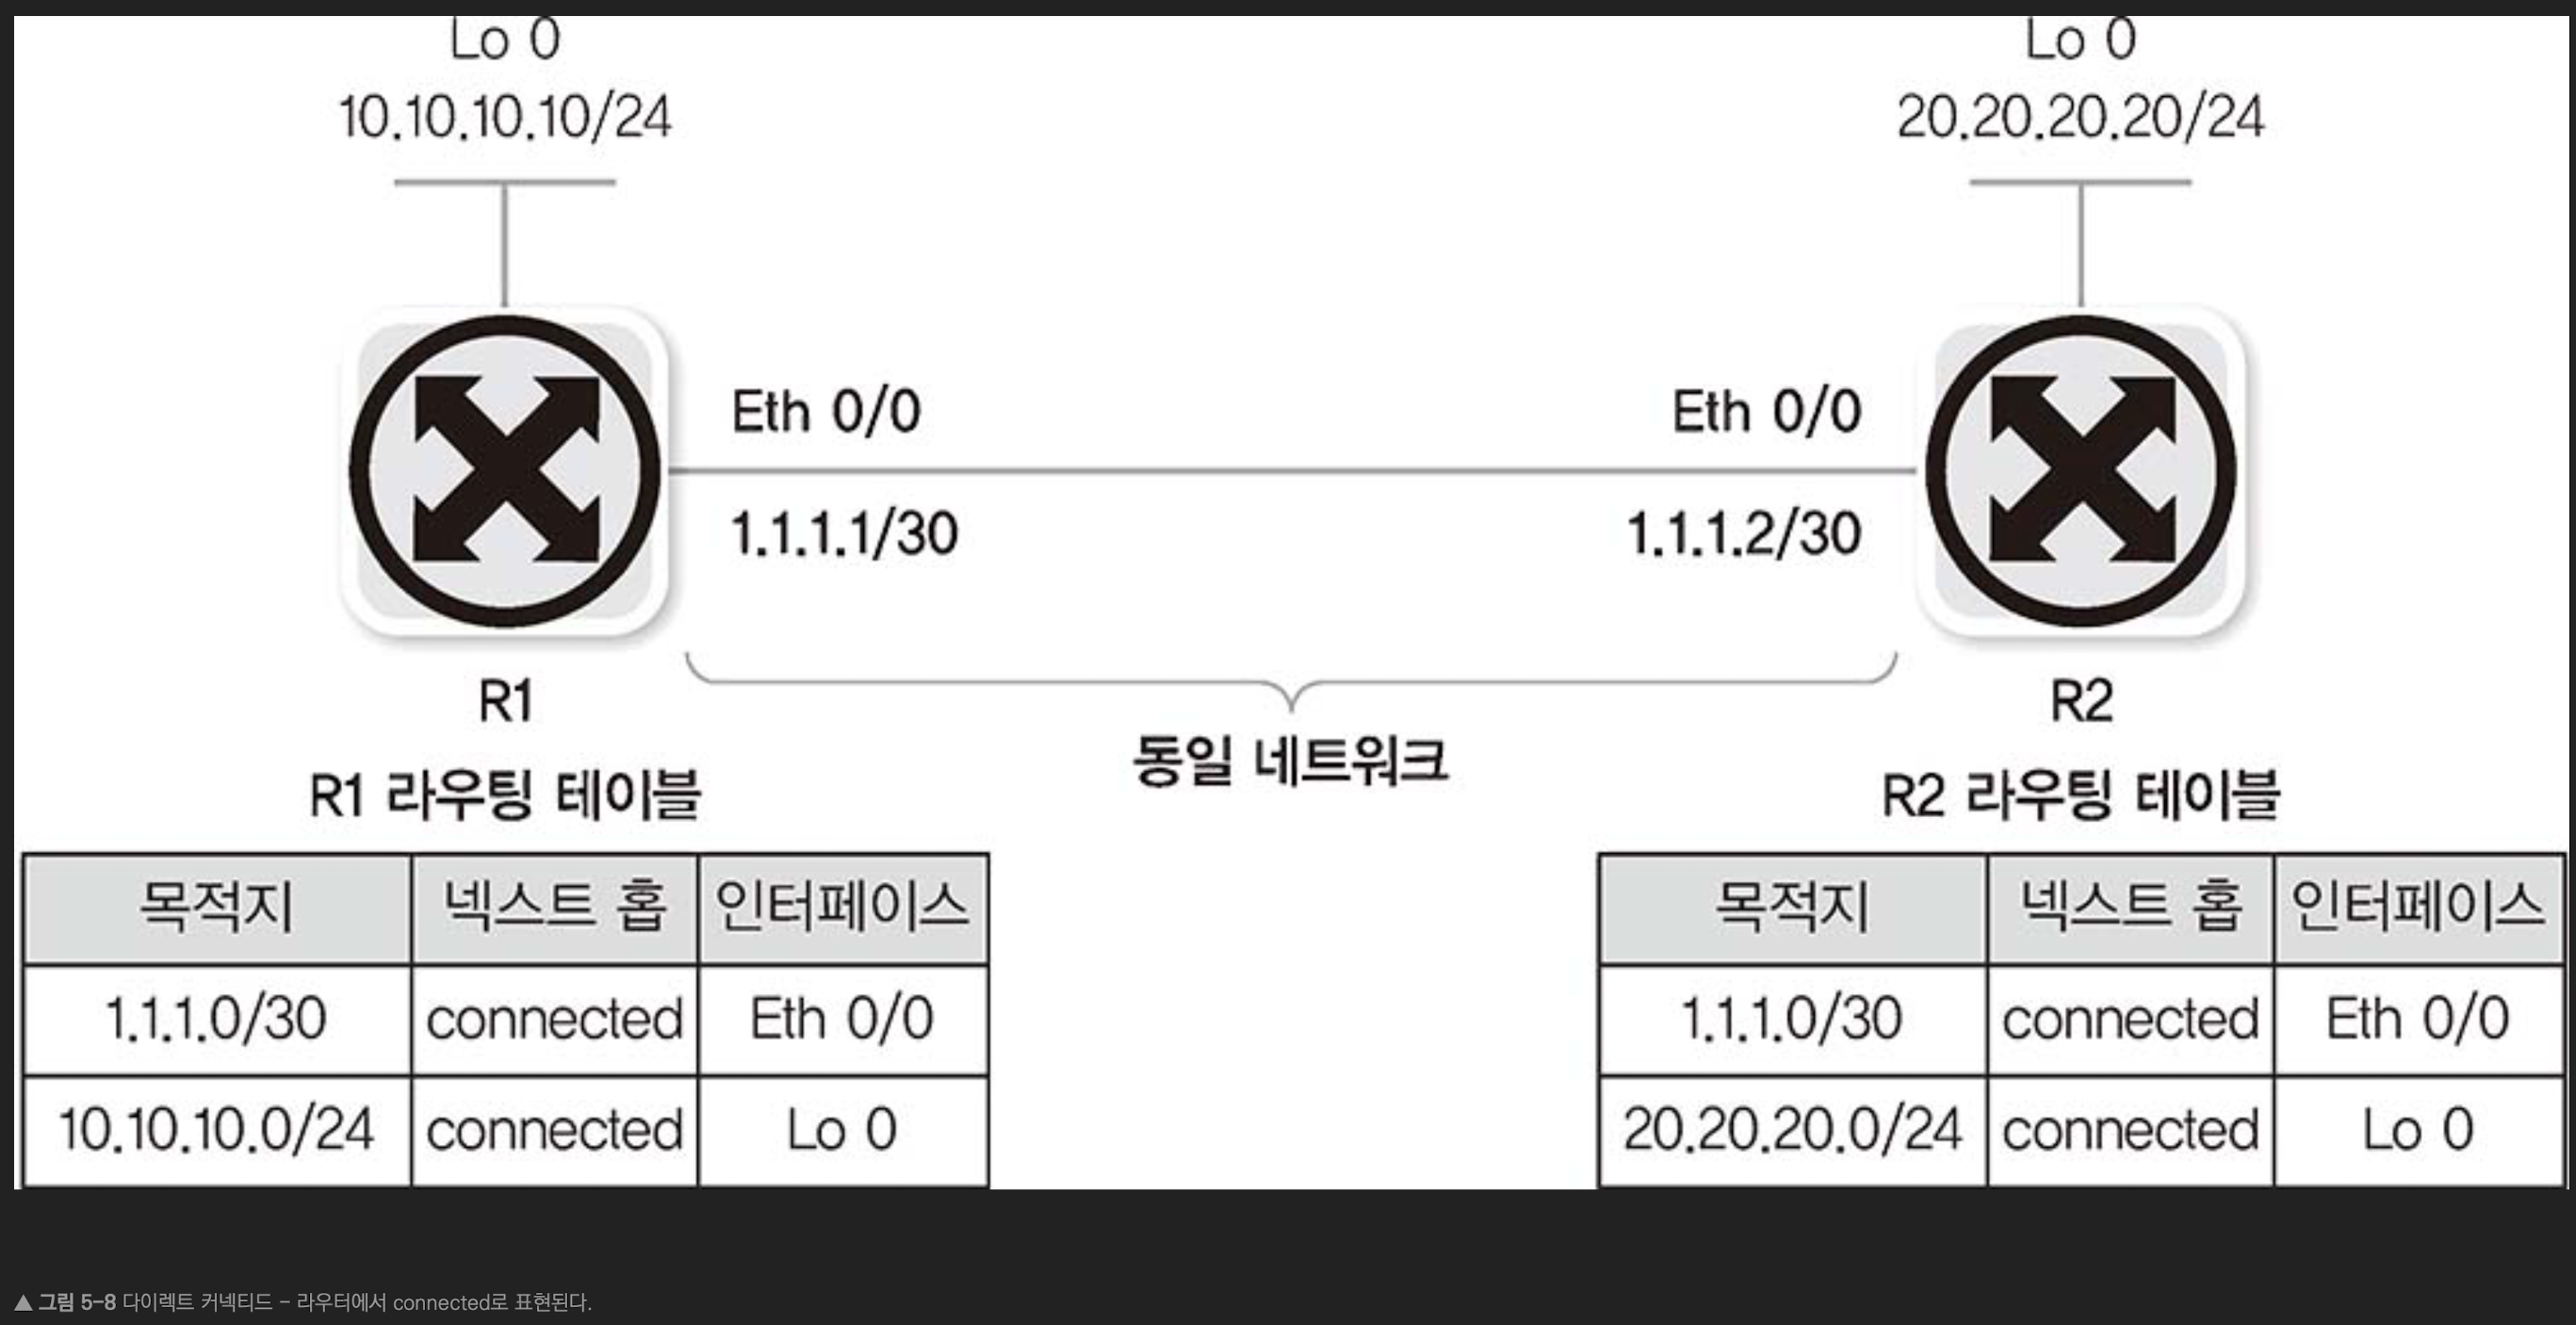 Lo 0
10.10.10.10/24
Lo 0
20.20.20.20/24
Eth 0/0
1.1.1.1/30
Eth 0/0
1.1.1.2/30
R1
동일 네트워크
R2
R1 라우팅 테이블
목적지 넥스트 홉 인터페이스
1.1.1.0/30 connected Eth 0/0
10.10.10.0/24 connected Lo 0
R2 라우팅 테이블
목적지 넥스트 홉 인터페이스
1.1.1.0/30 connected Eth 0/0
20.20.20.0/24 connected Lo 0
▲ 그림 5-8 다이렉트 커넥티드 - 라우터에서 connected로 표현된다.